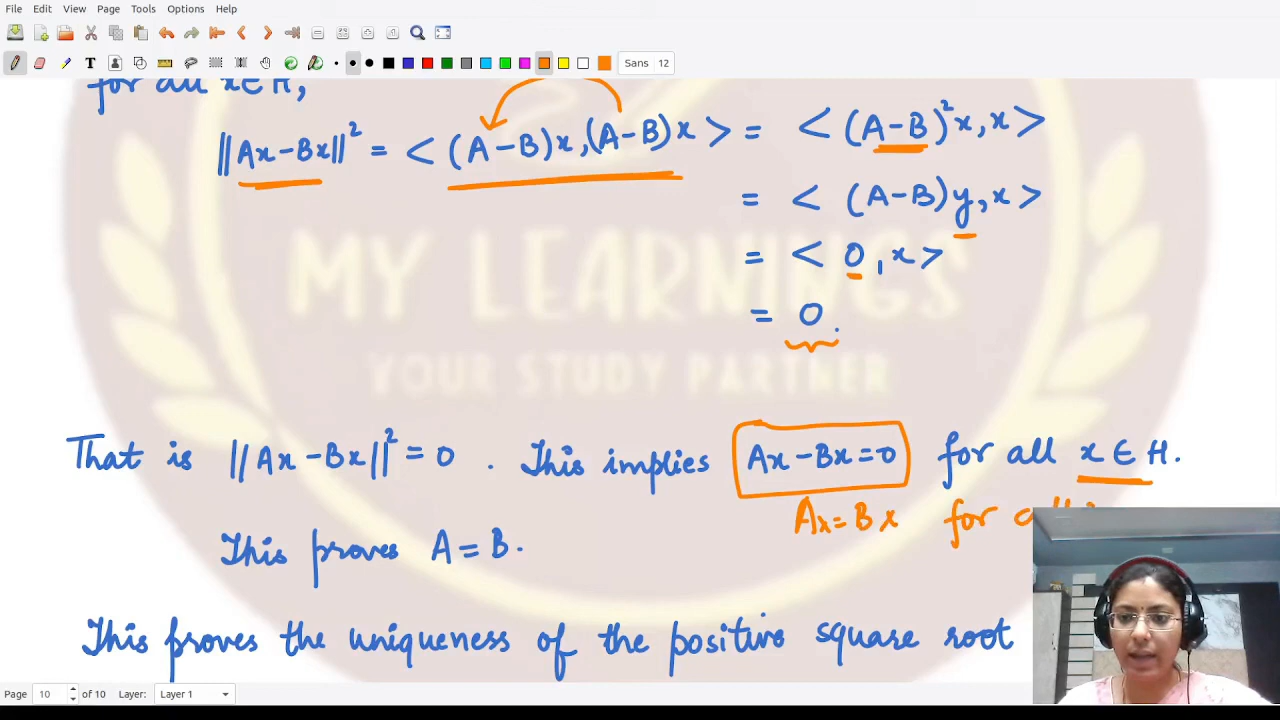 File Edit View Page Tools Options Help
T
Sans 12
for all x∈H,
||Ax-Bx||² = <(A-B)x,(A-B)x> = <(A-B)²x,x>
= <(A-B)y,x>
= <0,x>
= 0.
MY LEARNINGS
YOUR STUDY PARTNER
That is ||Ax-Bx||²=0. This implies Ax-Bx=0 for all x∈H.
Ax=Bx for
This proves A=B.
This proves the uniqueness of the positive square root
Page 10 of 10 Layer: Layer 1